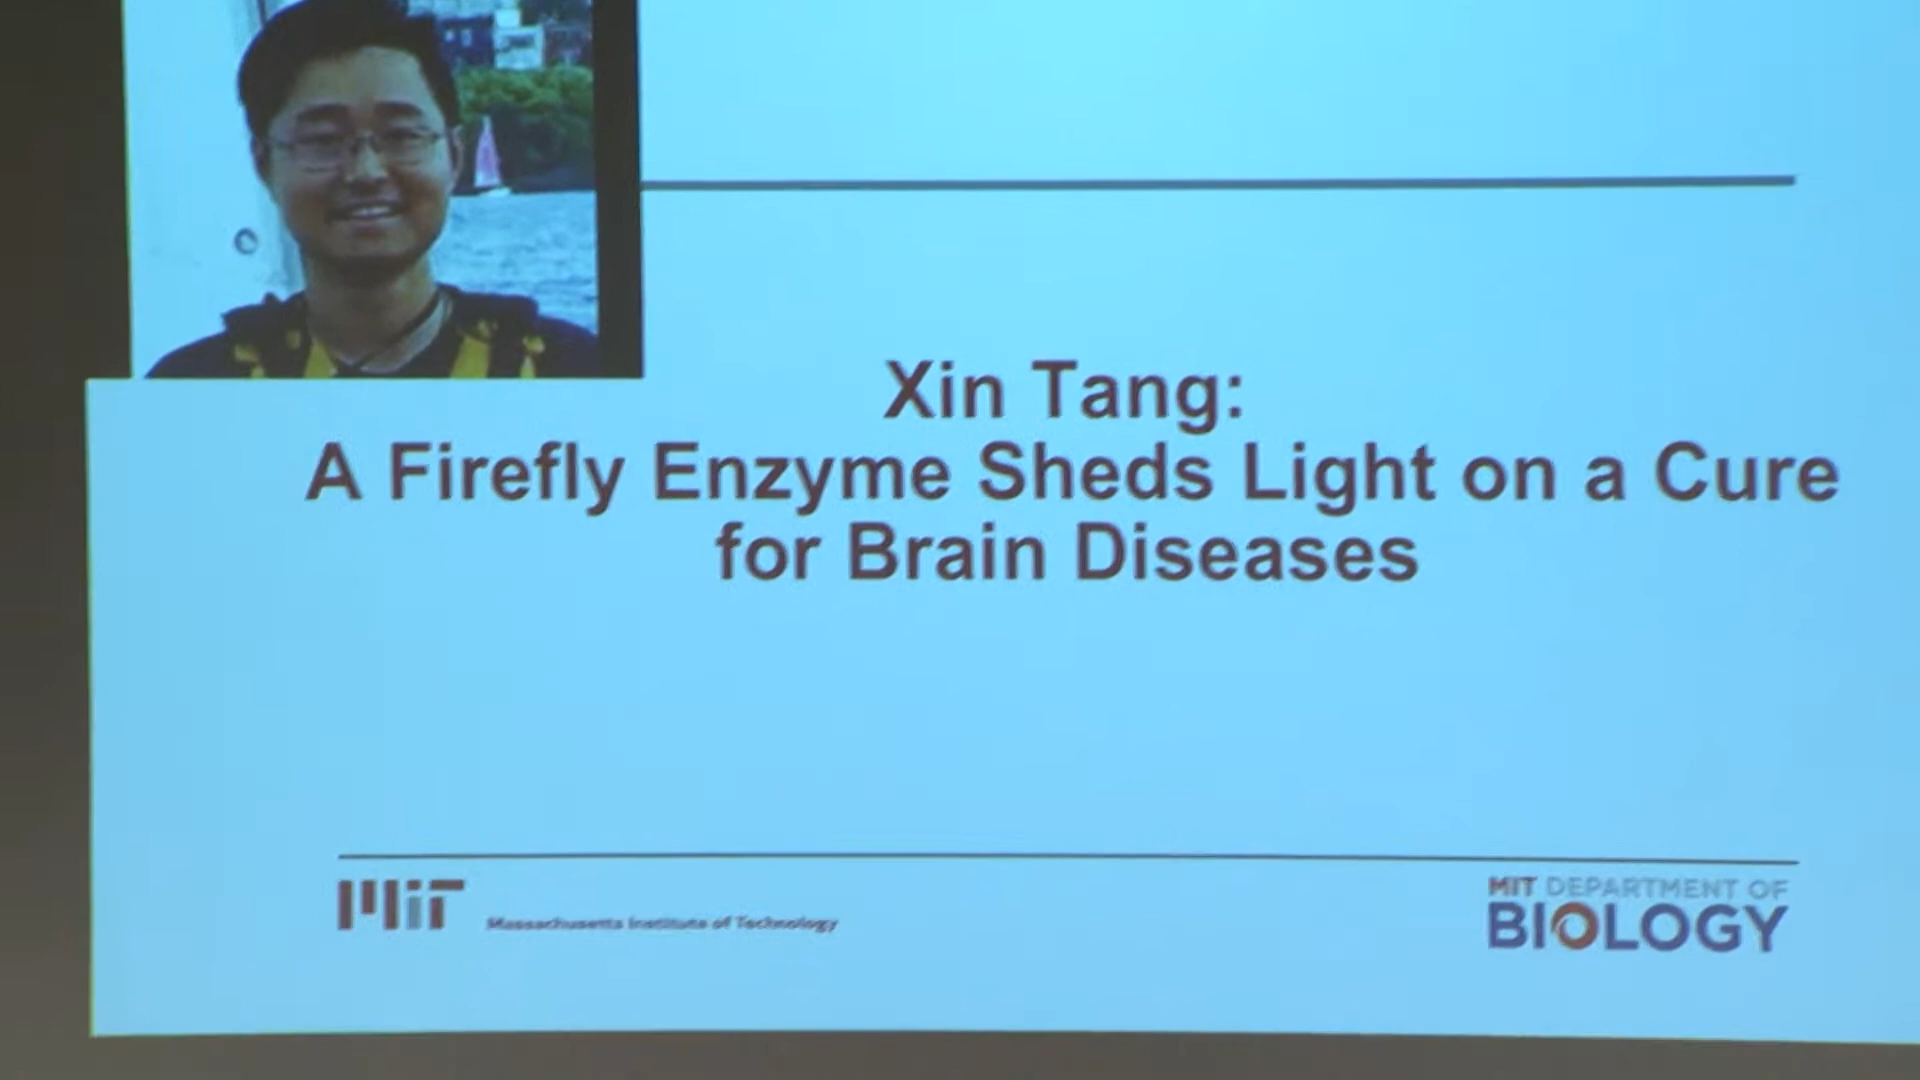 Xin Tang:
A Firefly Enzyme Sheds Light on a Cure
for Brain Diseases
MIT
Massachusetts Institute of Technology
MIT DEPARTMENT OF
BIOLOGY